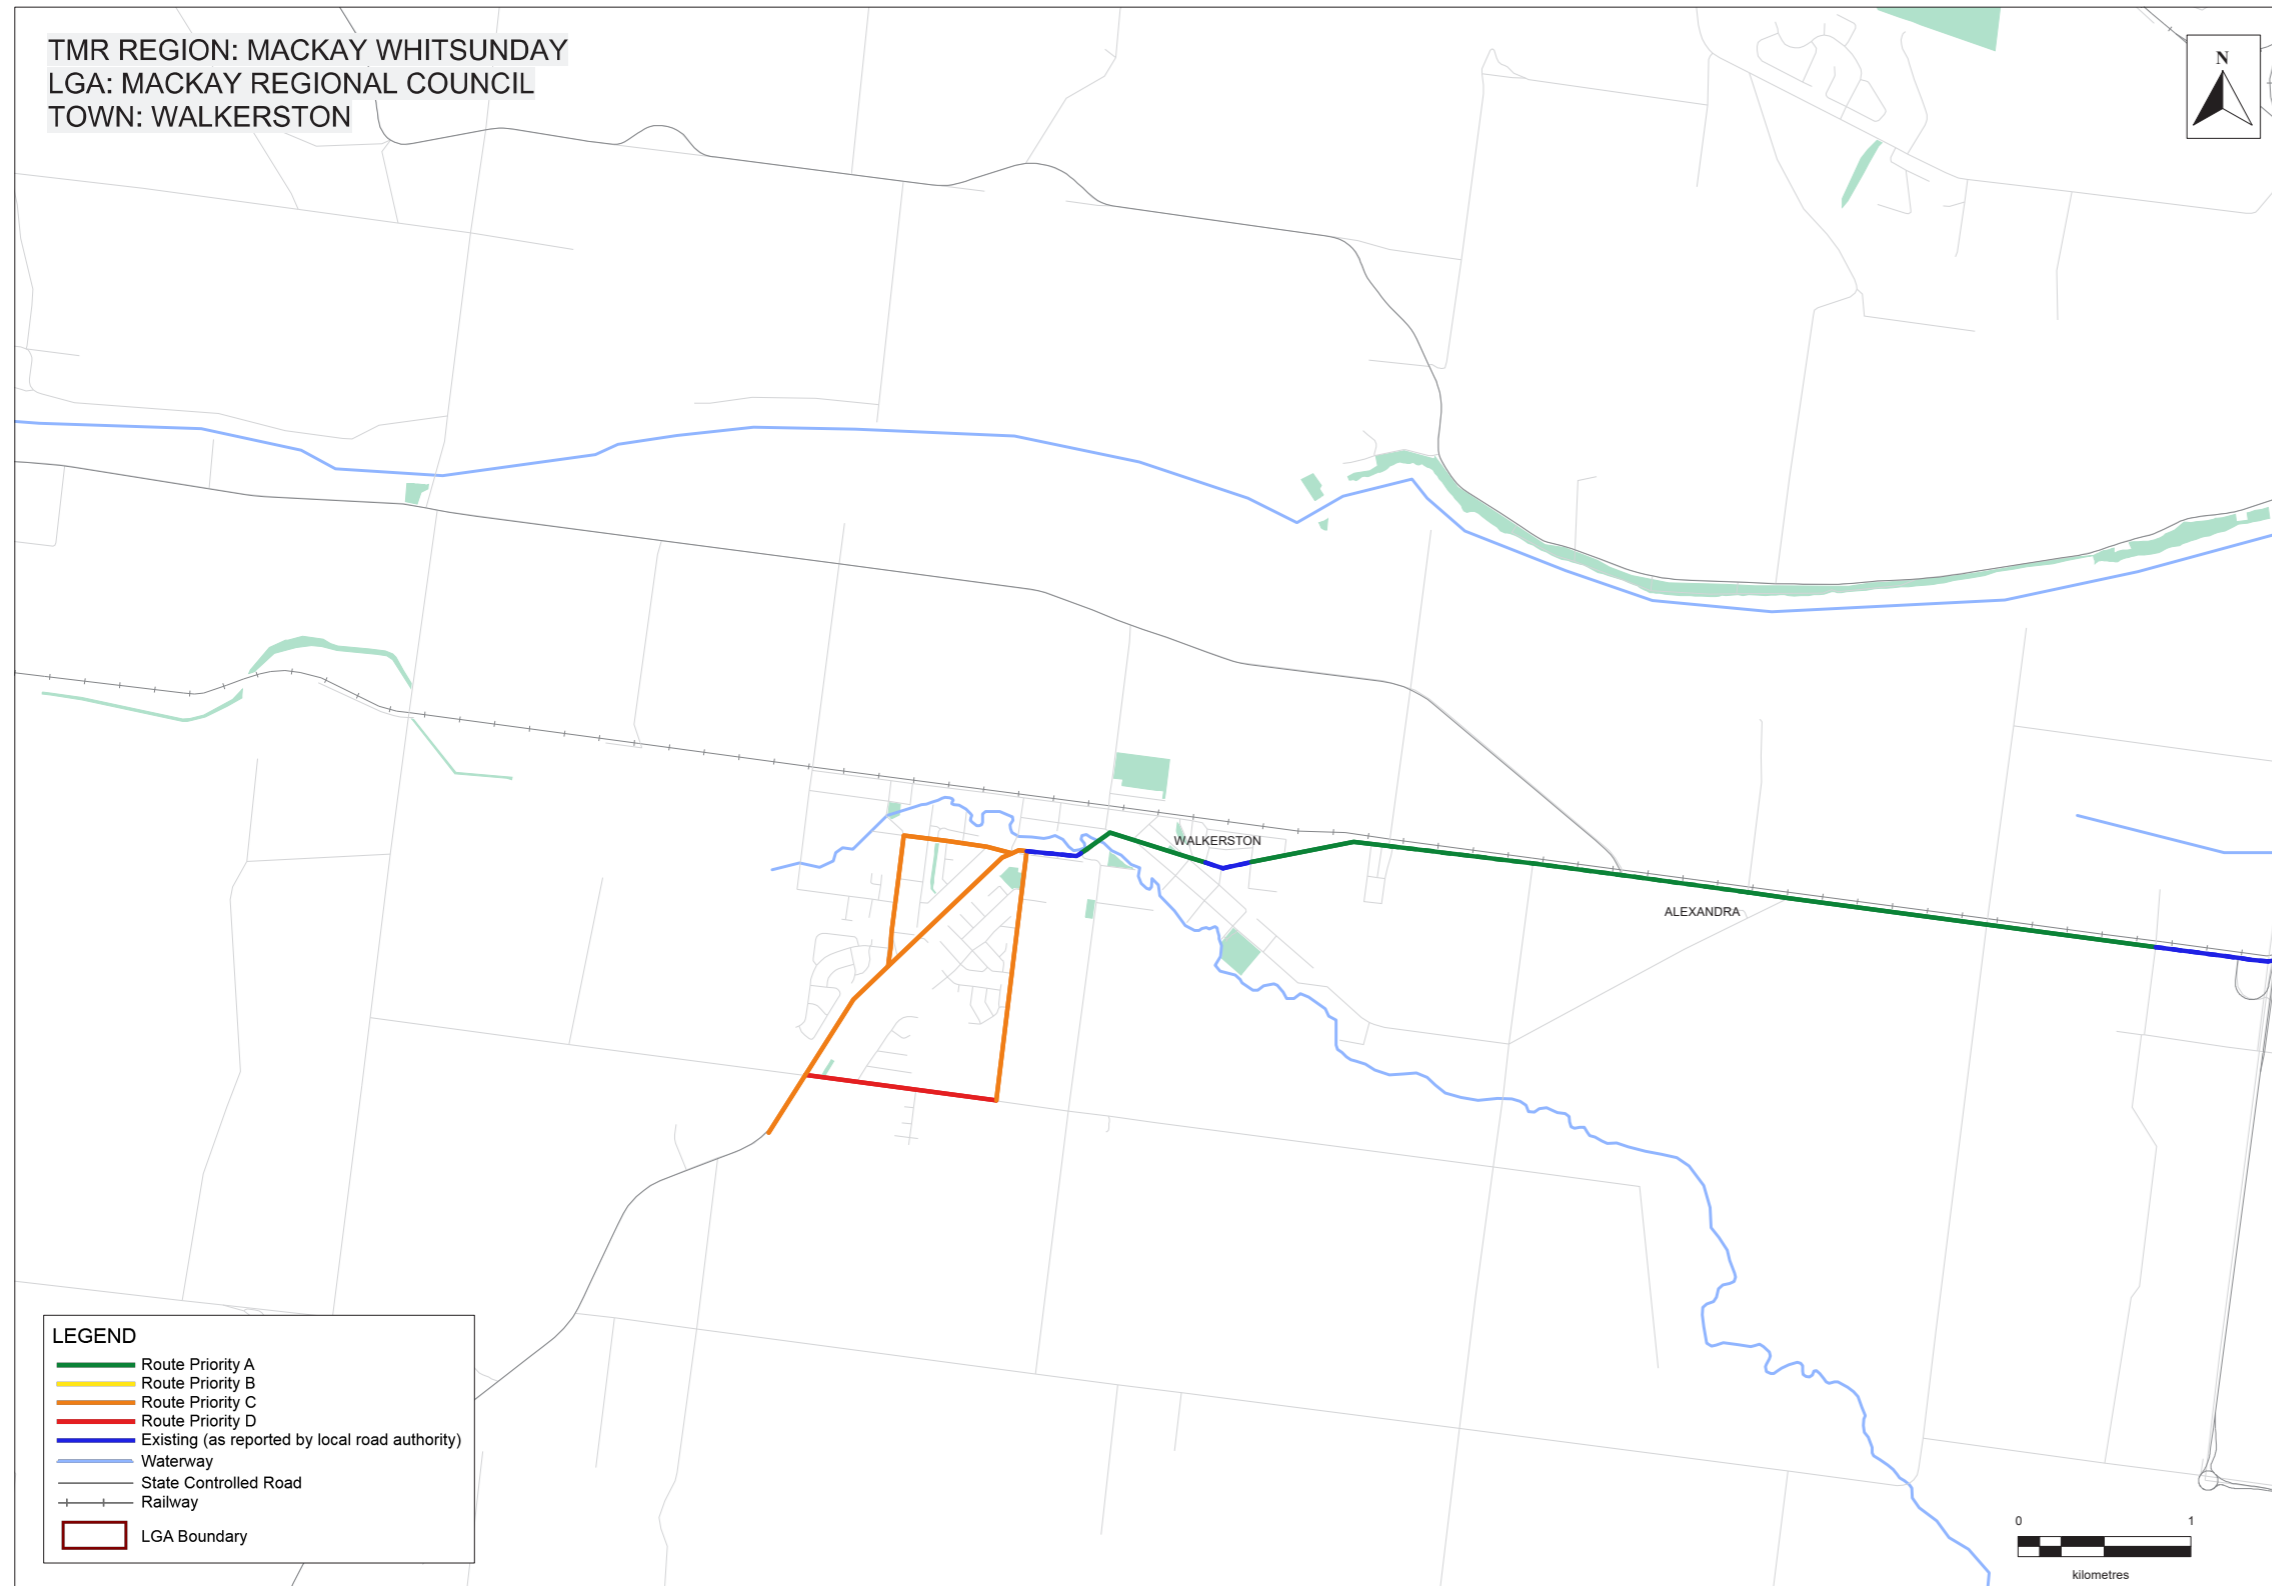 TMR REGION: MACKAY WHITSUNDAY
LGA: MACKAY REGIONAL COUNCIL
TOWN: WALKERSTON
N
WALKERSTON
ALEXANDRA
LEGEND
Route Priority A
Route Priority B
Route Priority C
Route Priority D
Existing (as reported by local road authority)
Waterway
State Controlled Road
Railway
LGA Boundary
0 1
kilometres